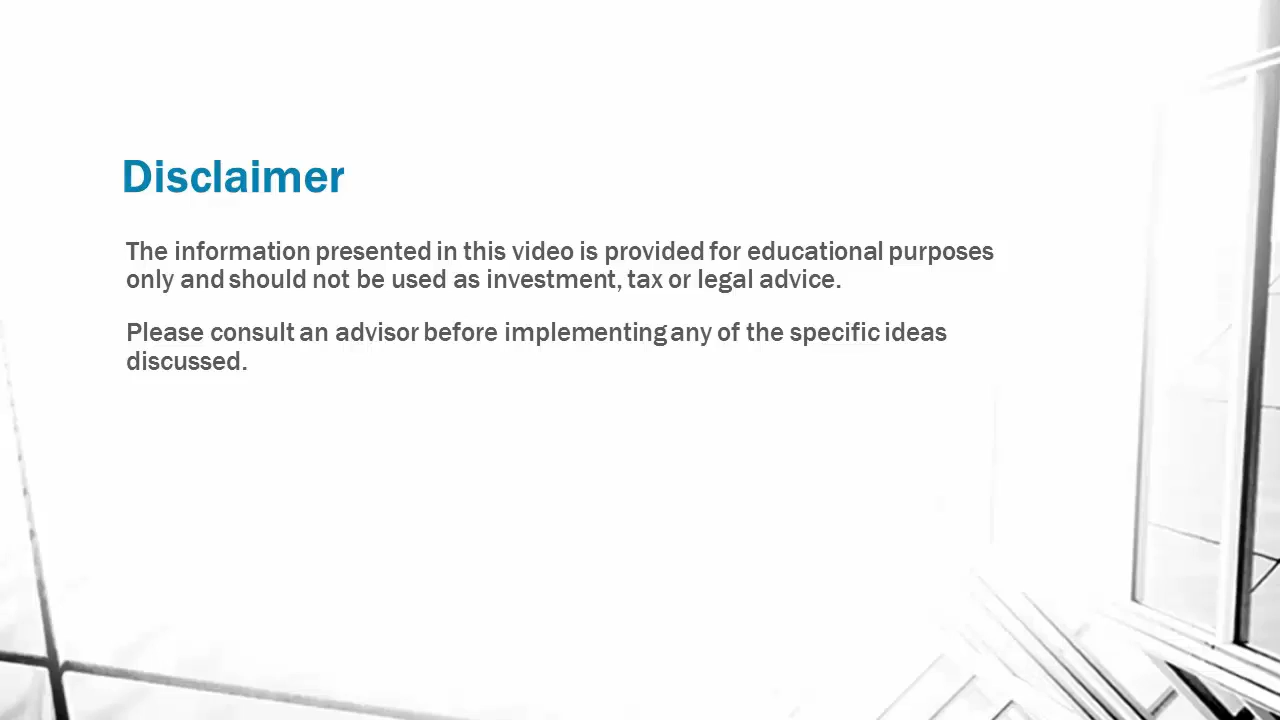 Disclaimer
The information presented in this video is provided for educational purposes
only and should not be used as investment, tax or legal advice.
Please consult an advisor before implementing any of the specific ideas
discussed.